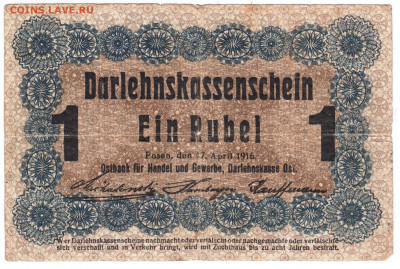 COINS.LAVE.RU
Darlehnskassenschein
1 Ein Rubel 1
Posen, den 17. April 1916.
Ostbank für Handel und Gewerbe, Darlehnskasse Ost.
Wer Darlehnskassenscheine nachmacht oder verfälscht oder nachgemachte oder verfälschte
sich verschafft und in Verkehr bringt, wird mit Zuchthaus bis zu acht Jahren bestraft.